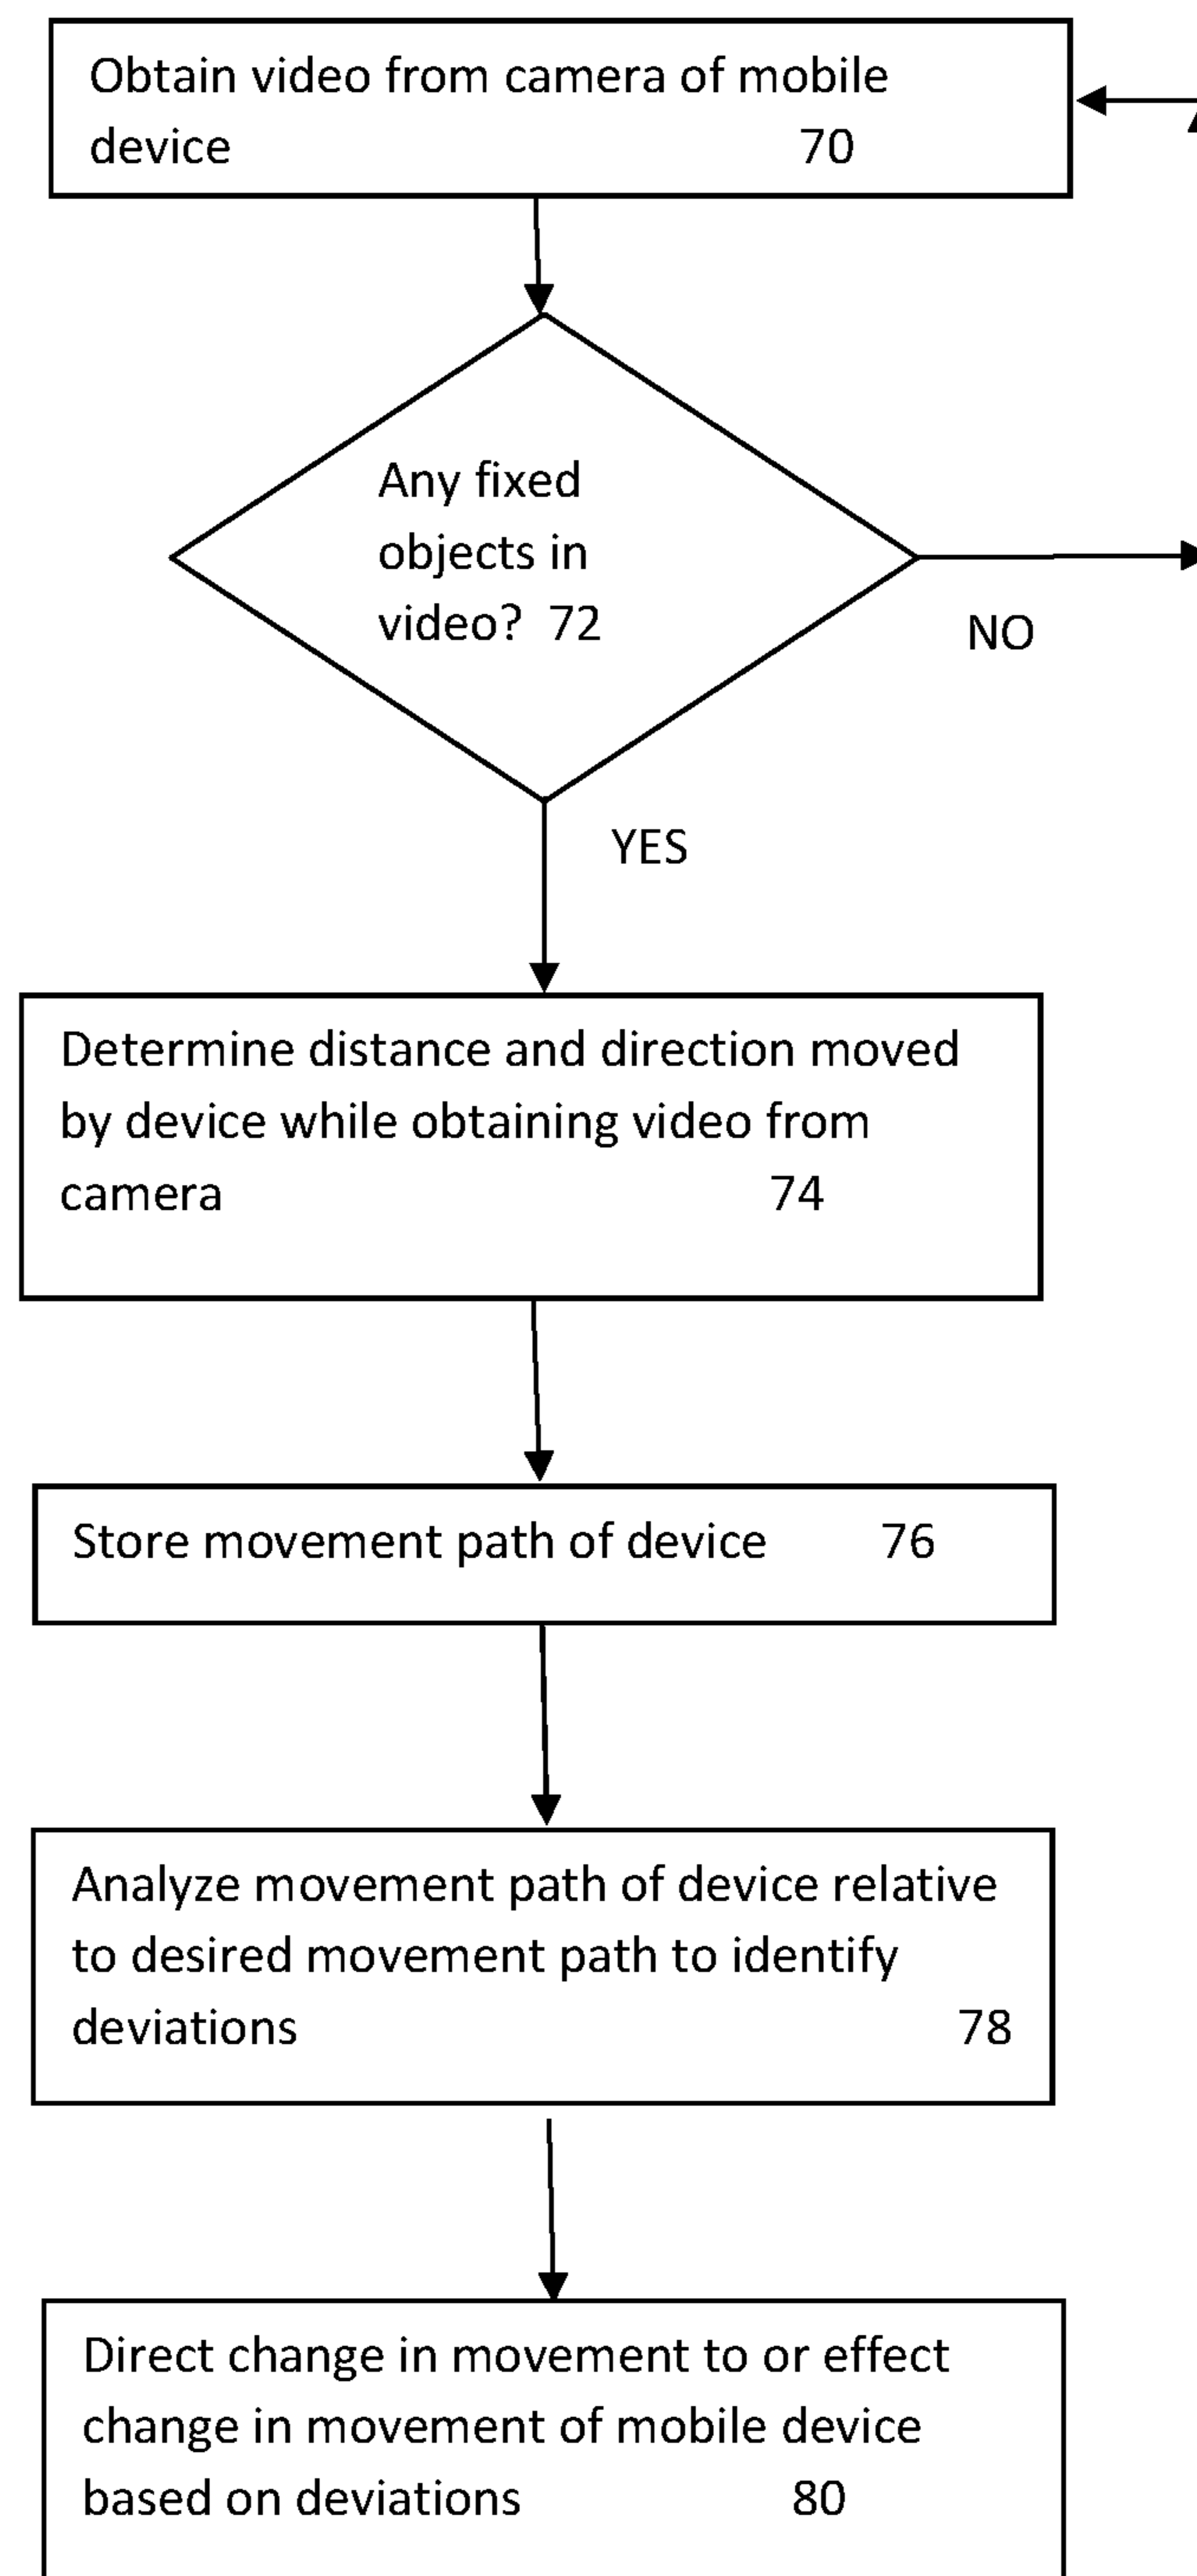 Obtain video from camera of mobile
device 70
Any fixed
objects in
video? 72
NO
YES
Determine distance and direction moved
by device while obtaining video from
camera 74
Store movement path of device 76
Analyze movement path of device relative
to desired movement path to identify
deviations 78
Direct change in movement to or effect
change in movement of mobile device
based on deviations 80